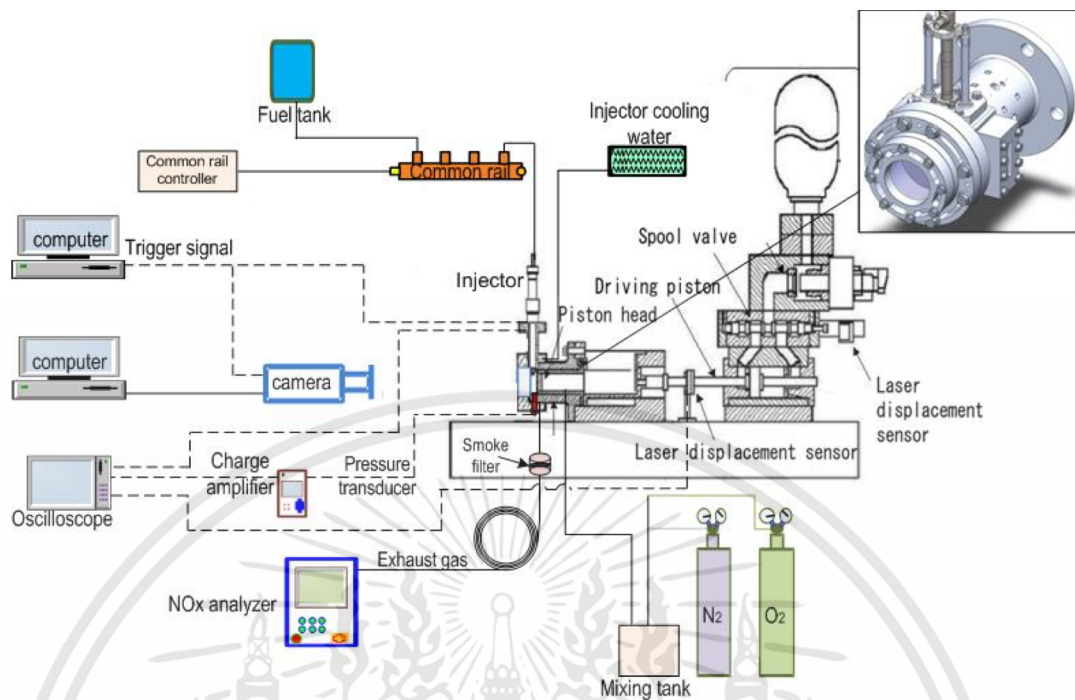 Fuel tank
Injector cooling
water
Common rail
controller
Common rail
computer
Trigger signal
Spool valve
Injector
Driving piston
Piston head
computer
camera
Laser
displacement
sensor
Smoke
filter
Laser displacement sensor
Charge
amplifier
Pressure
transducer
Oscilloscope
Exhaust gas
NOx analyzer
N2
O2
Mixing tank